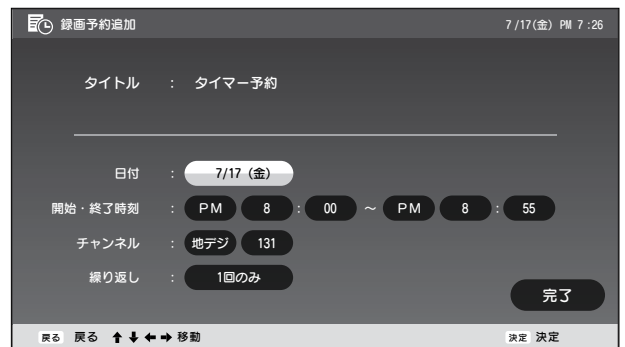 録画予約追加 7/17(金) PM 7:26
タイトル : タイマー予約
日付 : 7/17 (金)
開始・終了時刻 : PM 8 : 00 ~ PM 8 : 55
チャンネル : 地デジ 131
繰り返し : 1回のみ
完了
戻る 戻る ↑↓←→ 移動 決定 決定